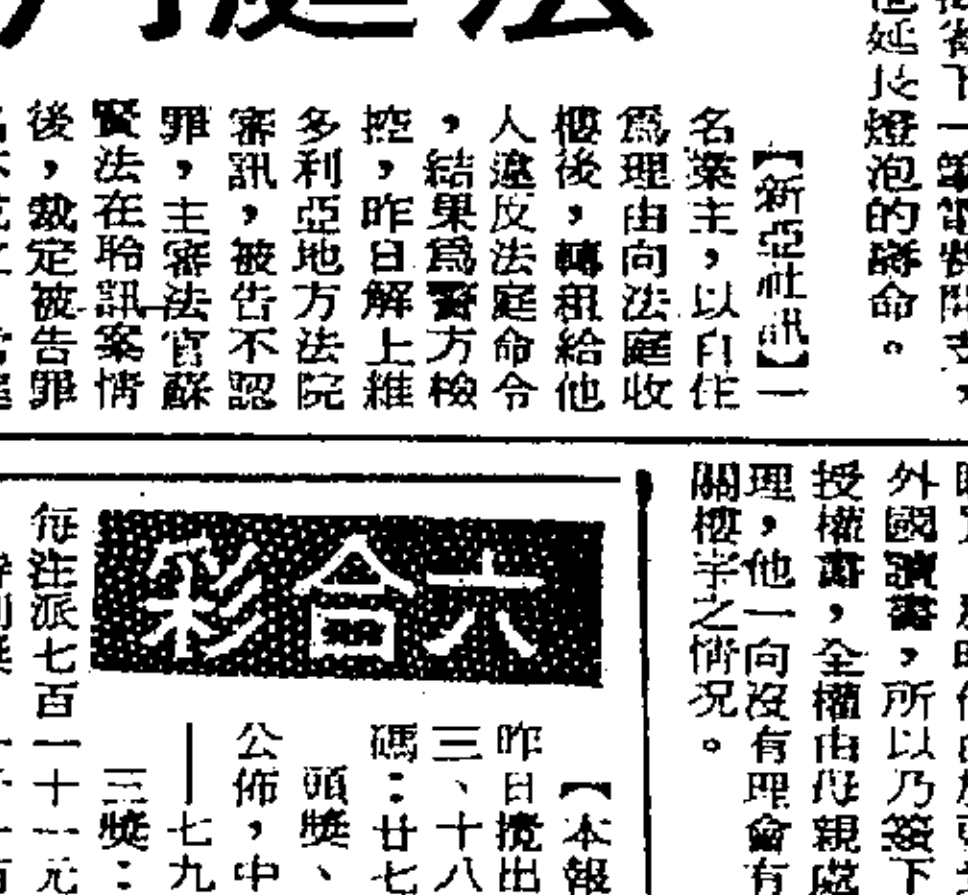 法庭
延長燈泡的壽命。
【新亞社訊】一
名業主，以自住
爲理由向法庭收
樓後，轉租給他
人違反法庭命令
，結果爲警方檢
控，昨日解上維
多利亞地方法院
審訊，被告不認
罪，主審法官蘇
賢法在聆訊案情
後，裁定被告罪
外國讀書，所以乃簽下
授權書，全權由母親處
理，他一向沒有理會有
關樓宇之情况。
六合彩
【本報
昨日攪出
三、十八
碼：廿七
頭獎、
公佈，中
——七九
三獎：
每注派七百一十一元